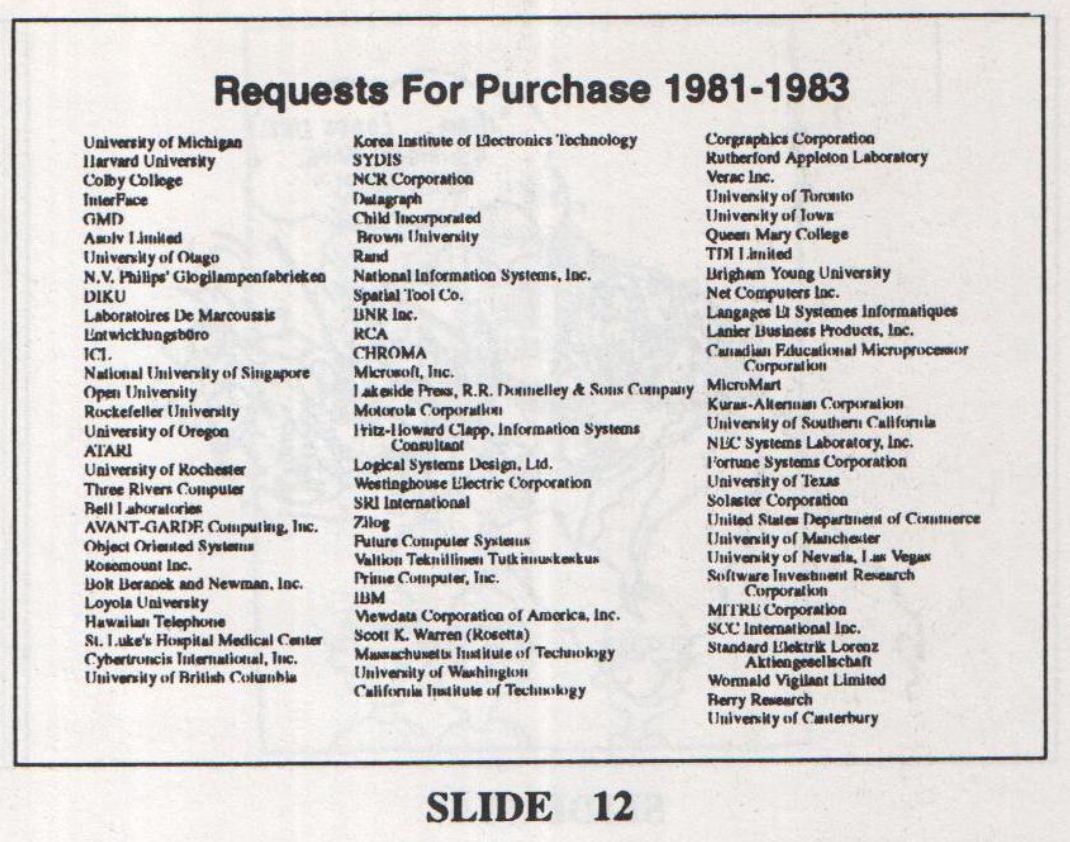 Requests For Purchase 1981-1983
University of Michigan
Harvard University
Colby College
InterFace
GMD
Asolv Limited
University of Otago
N.V. Philips' Glogilampenfabrieken
DIKU
Laboratoires De Marcoussis
Entwicklungsbüro
ICL
National University of Singapore
Open University
Rockefeller University
University of Oregon
ATARI
University of Rochester
Three Rivers Computer
Bell Laboratories
AVANT-GARDE Computing, Inc.
Object Oriented Systems
Rosemount Inc.
Bolt Beranek and Newman, Inc.
Loyola University
Hawaiian Telephone
St. Luke's Hospital Medical Center
Cybertroncis International, Inc.
University of British Columbia
Korea Institute of Electronics Technology
SYDIS
NCR Corporation
Datagraph
Child Incorporated
Brown University
Rand
National Information Systems, Inc.
Spatial Tool Co.
BNR Inc.
RCA
CHROMA
Microsoft, Inc.
Lakeside Press, R.R. Donnelley & Sons Company
Motorola Corporation
Fritz-Howard Clapp, Information Systems
Consultant
Logical Systems Design, Ltd.
Westinghouse Electric Corporation
SRI International
Zilog
Future Computer Systems
Valtion Teknillinen Tutkimuskeskus
Prime Computer, Inc.
IBM
Viewdata Corporation of America, Inc.
Scott K. Warren (Rosetta)
Massachusetts Institute of Technology
University of Washington
California Institute of Technology
Corgraphics Corporation
Rutherford Appleton Laboratory
Verac Inc.
University of Toronto
University of Iowa
Queen Mary College
TDI Limited
Brigham Young University
Net Computers Inc.
Langages Et Systemes Informatiques
Lanier Business Products, Inc.
Canadian Educational Microprocessor
Corporation
MicroMart
Kuras-Alterman Corporation
University of Southern California
NEC Systems Laboratory, Inc.
Fortune Systems Corporation
University of Texas
Solaster Corporation
United States Department of Commerce
University of Manchester
University of Nevada, Las Vegas
Software Investment Research
Corporation
MITRE Corporation
SCC International Inc.
Standard Elektrik Lorenz
Aktiengesellschaft
Wormald Vigilant Limited
Berry Research
University of Canterbury
SLIDE 12